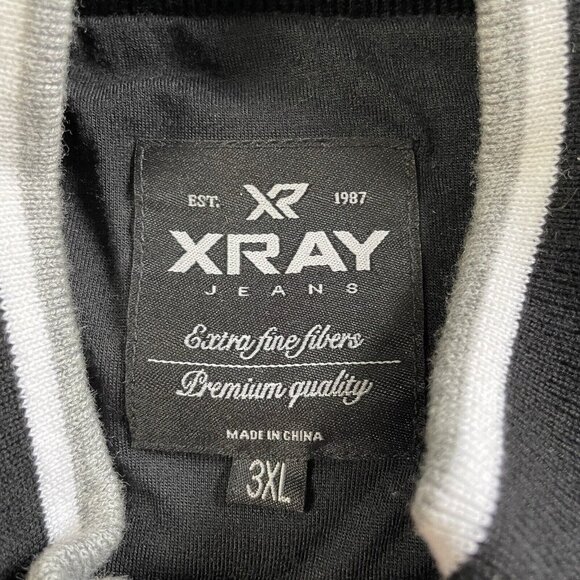 EST. XR 1987
XRAY
JEANS
Extra fine fibers
Premium quality
MADE IN CHINA
3XL